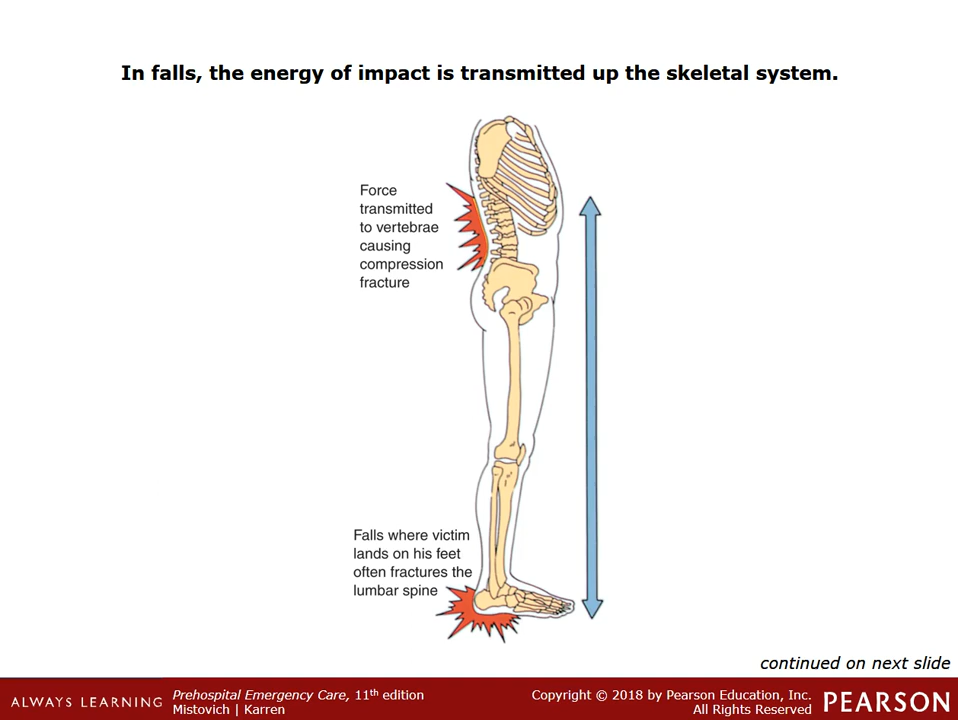 In falls, the energy of impact is transmitted up the skeletal system.
Force
transmitted
to vertebrae
causing
compression
fracture
Falls where victim
lands on his feet
often fractures the
lumbar spine
continued on next slide
ALWAYS LEARNING
Prehospital Emergency Care, 11th edition
Mistovich | Karren
Copyright © 2018 by Pearson Education, Inc.
All Rights Reserved
PEARSON